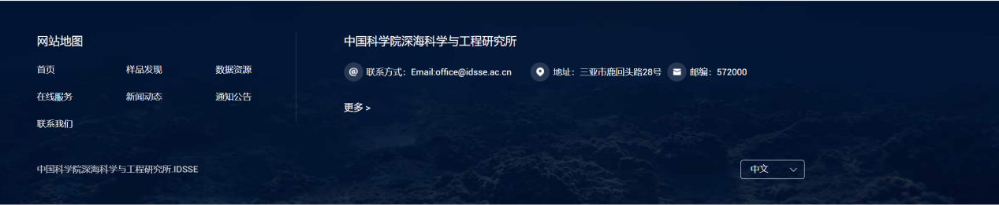 网站地图
首页 样品发现 数据资源
在线服务 新闻动态 通知公告
联系我们
中国科学院深海科学与工程研究所
@ 联系方式：Email:office@idsse.ac.cn 地址：三亚市鹿回头路28号 邮编：572000
更多 >
中国科学院深海科学与工程研究所.IDSSE
中文